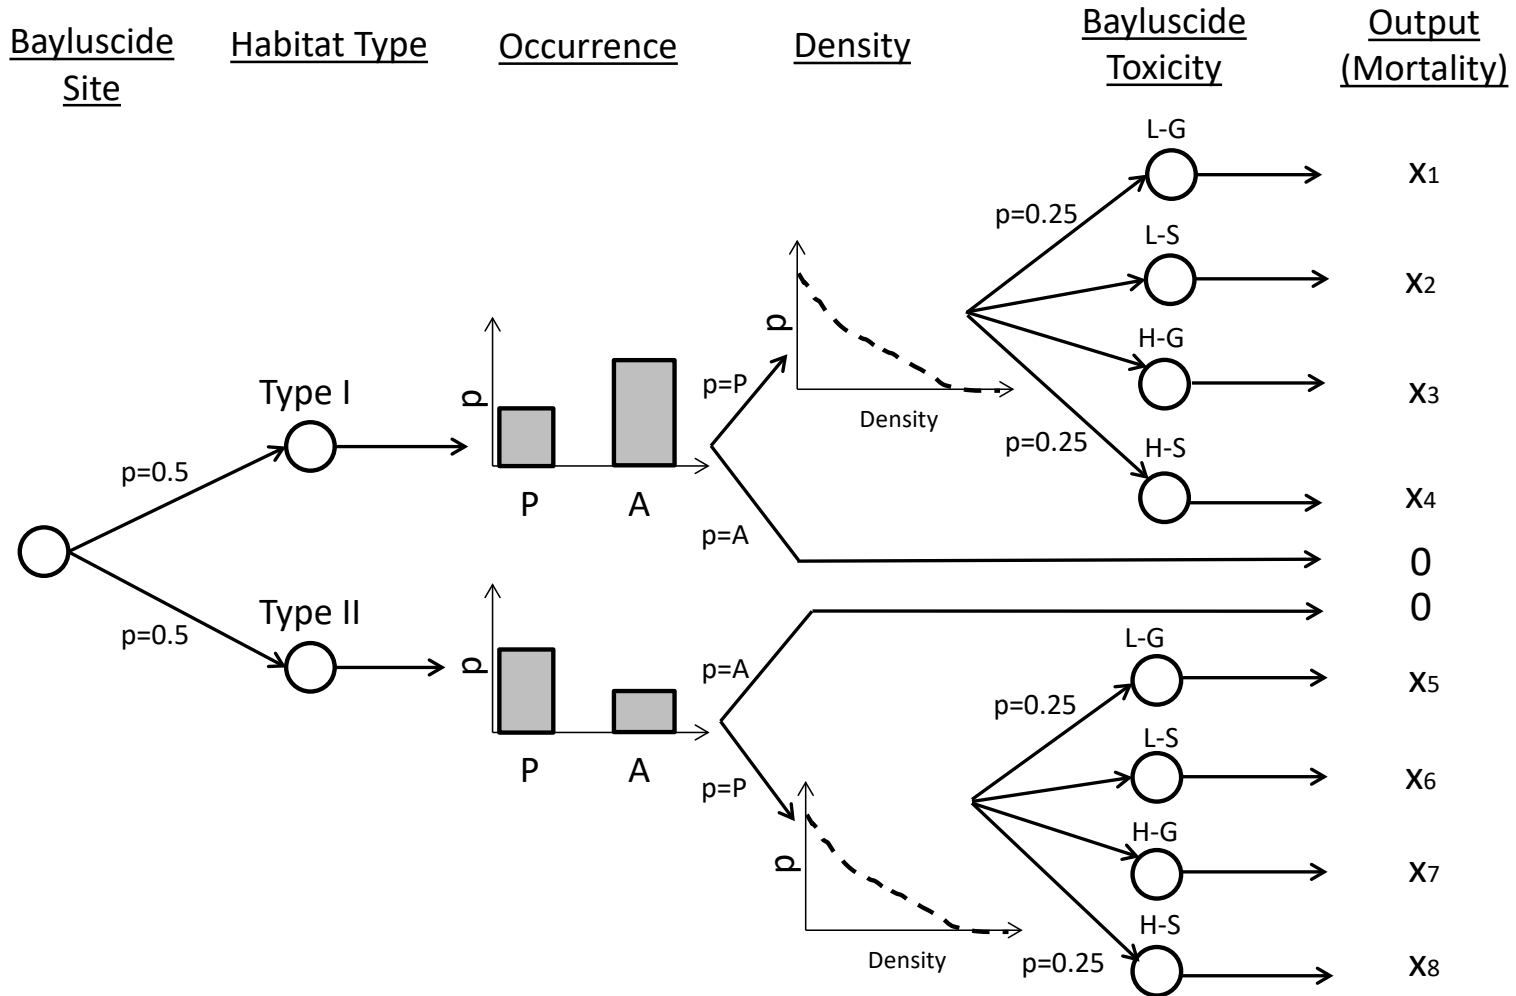 Bayluscide
Site
Habitat Type
Occurrence
Density
Bayluscide
Toxicity
Output
(Mortality)
L-G
x1
p=0.25
L-S
x2
p
H-G
x3
Type I
p
p=P
Density
p=0.25
H-S
p=0.5
P
A
x4
p=A
0
0
Type II
p=0.5
p
p=A
L-G
x5
p=0.25
L-S
P
A
x6
p=P
H-G
p
x7
H-S
Density
p=0.25
x8